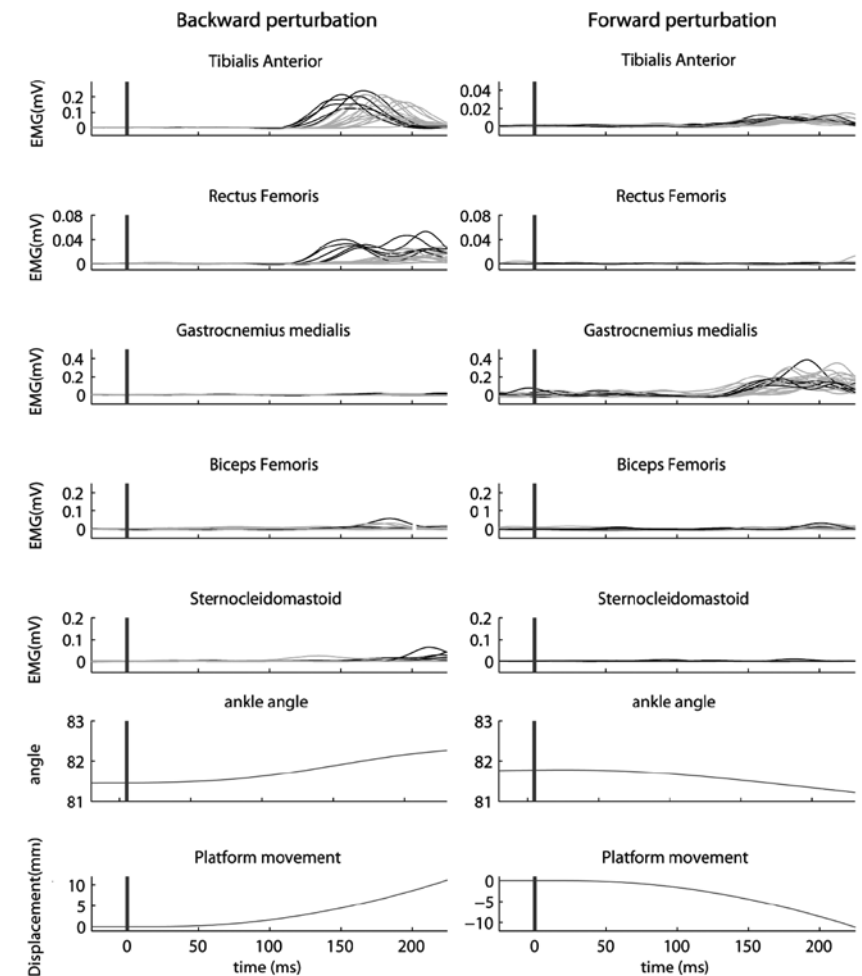 Backward perturbation
Forward perturbation
Tibialis Anterior
EMG(mV)
0.2
0.1
0
Tibialis Anterior
0.04
0.02
0
Rectus Femoris
EMG(mV)
0.08
0.04
0
Rectus Femoris
0.08
0.04
0
Gastrocnemius medialis
EMG(mV)
0.4
0.2
0
Gastrocnemius medialis
0.4
0.2
0
Biceps Femoris
EMG(mV)
0.2
0.1
0
Biceps Femoris
0.2
0.1
0
Sternocleidomastoid
EMG(mV)
0.2
0.1
0
Sternocleidomastoid
0.2
0.1
0
ankle angle
angle
83
82
81
ankle angle
83
82
81
Platform movement
Displacement(mm)
10
5
0
0 50 100 150 200
time (ms)
Platform movement
0
−5
−10
0 50 100 150 200
time (ms)